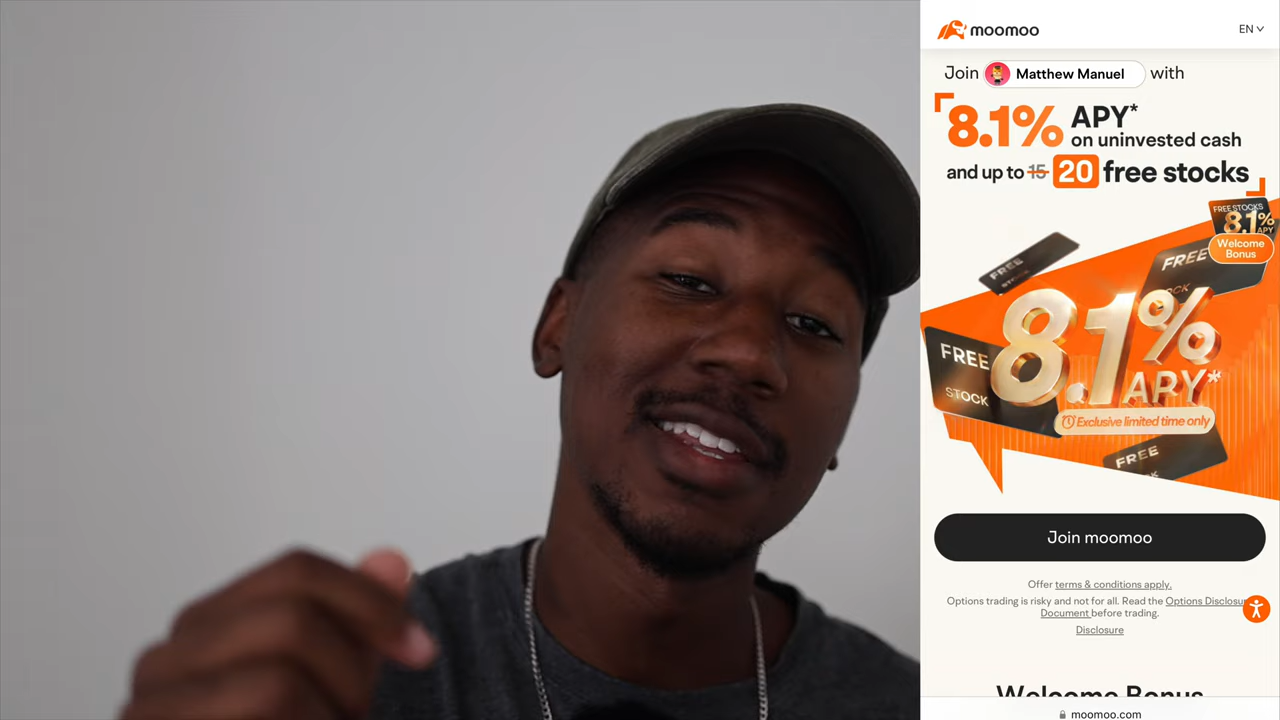 moomoo
EN
Join Matthew Manuel with
8.1% APY*
on uninvested cash
and up to 15 20 free stocks
FREE STOCKS
8.1%
APY
Welcome
Bonus
FREE
FREE
OCK
8.1%
APY*
FREE
STOCK
Exclusive limited time only
FREE
Join moomoo
Offer terms & conditions apply.
Options trading is risky and not for all. Read the Options Disclosur
Document before trading.
Disclosure
Welcome Bonus
moomoo.com